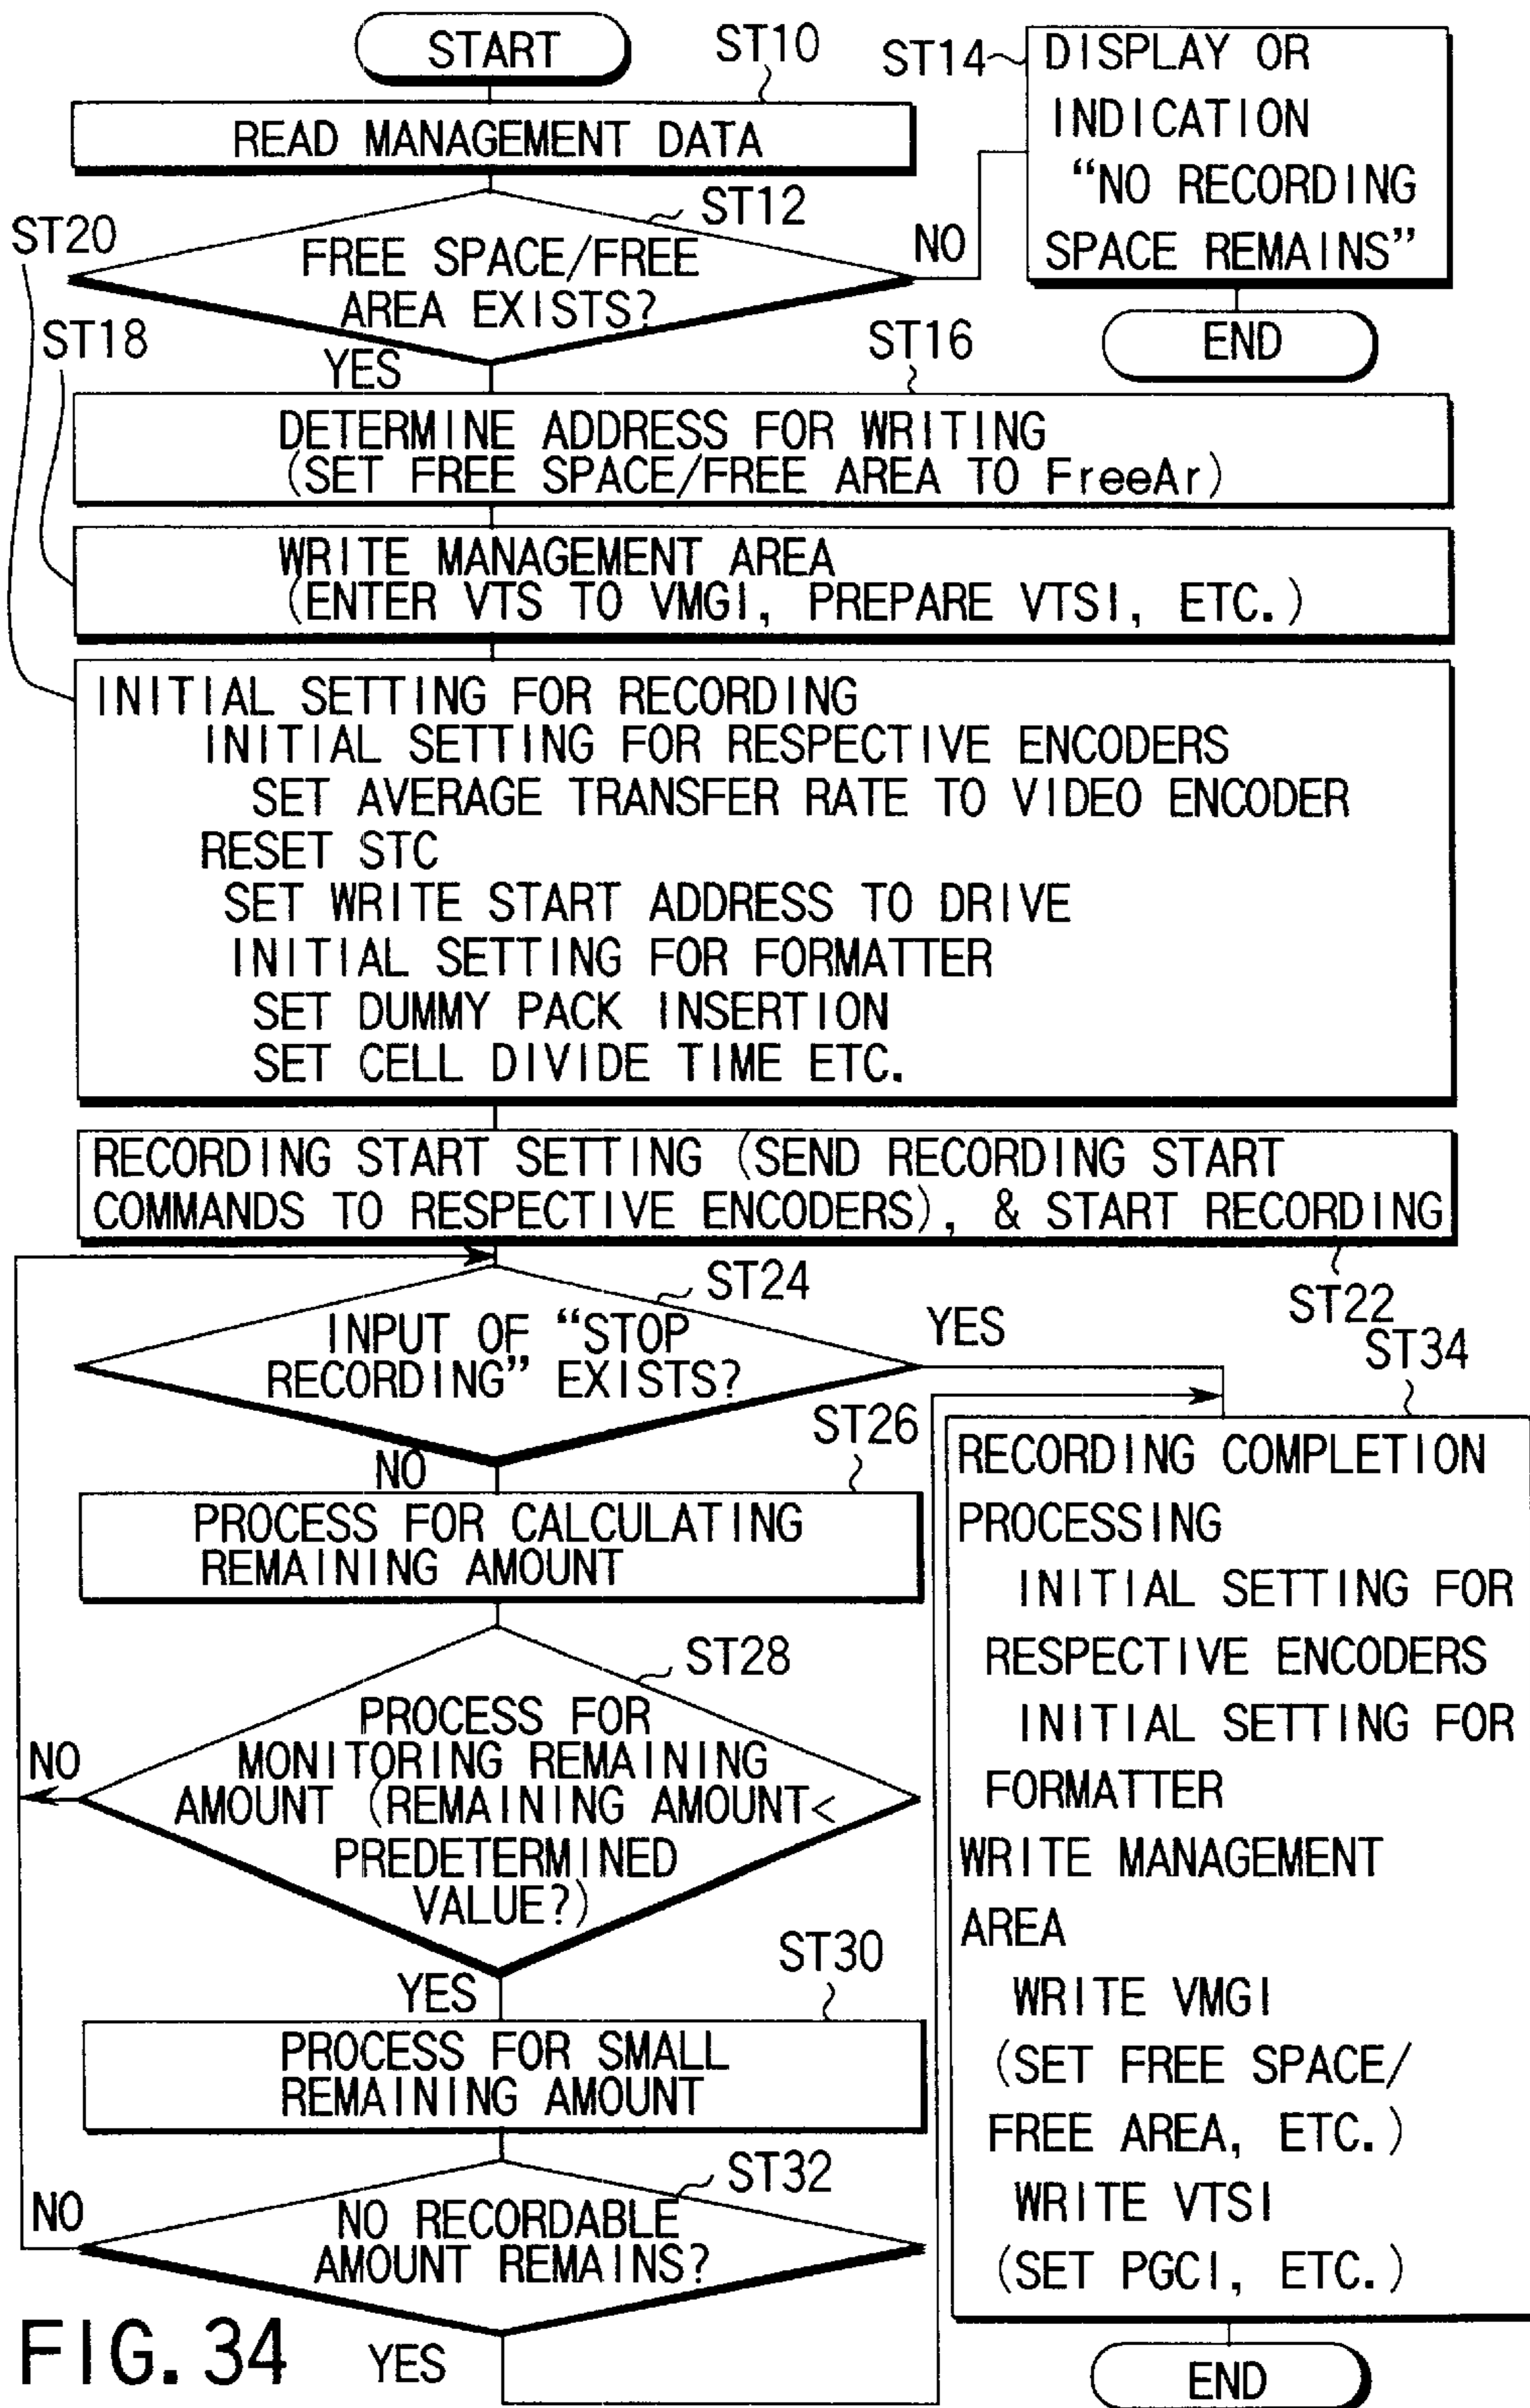 START
ST10
READ MANAGEMENT DATA
ST12
FREE SPACE/FREE
AREA EXISTS?
NO
ST14
DISPLAY OR
INDICATION
“NO RECORDING
SPACE REMAINS”
END
YES
ST16
DETERMINE ADDRESS FOR WRITING
(SET FREE SPACE/FREE AREA TO FreeAr)
ST18
WRITE MANAGEMENT AREA
(ENTER VTS TO VMGI, PREPARE VTSI, ETC.)
ST20
INITIAL SETTING FOR RECORDING
INITIAL SETTING FOR RESPECTIVE ENCODERS
SET AVERAGE TRANSFER RATE TO VIDEO ENCODER
RESET STC
SET WRITE START ADDRESS TO DRIVE
INITIAL SETTING FOR FORMATTER
SET DUMMY PACK INSERTION
SET CELL DIVIDE TIME ETC.
RECORDING START SETTING (SEND RECORDING START
COMMANDS TO RESPECTIVE ENCODERS), & START RECORDING
ST22
ST24
INPUT OF “STOP
RECORDING” EXISTS?
YES
NO
ST26
PROCESS FOR CALCULATING
REMAINING AMOUNT
ST28
PROCESS FOR
MONITORING REMAINING
AMOUNT (REMAINING AMOUNT<
PREDETERMINED
VALUE?)
NO
YES
ST30
PROCESS FOR SMALL
REMAINING AMOUNT
ST32
NO RECORDABLE
AMOUNT REMAINS?
NO
YES
ST34
RECORDING COMPLETION
PROCESSING
INITIAL SETTING FOR
RESPECTIVE ENCODERS
INITIAL SETTING FOR
FORMATTER
WRITE MANAGEMENT
AREA
WRITE VMGI
(SET FREE SPACE/
FREE AREA, ETC.)
WRITE VTSI
(SET PGCI, ETC.)
END
FIG. 34